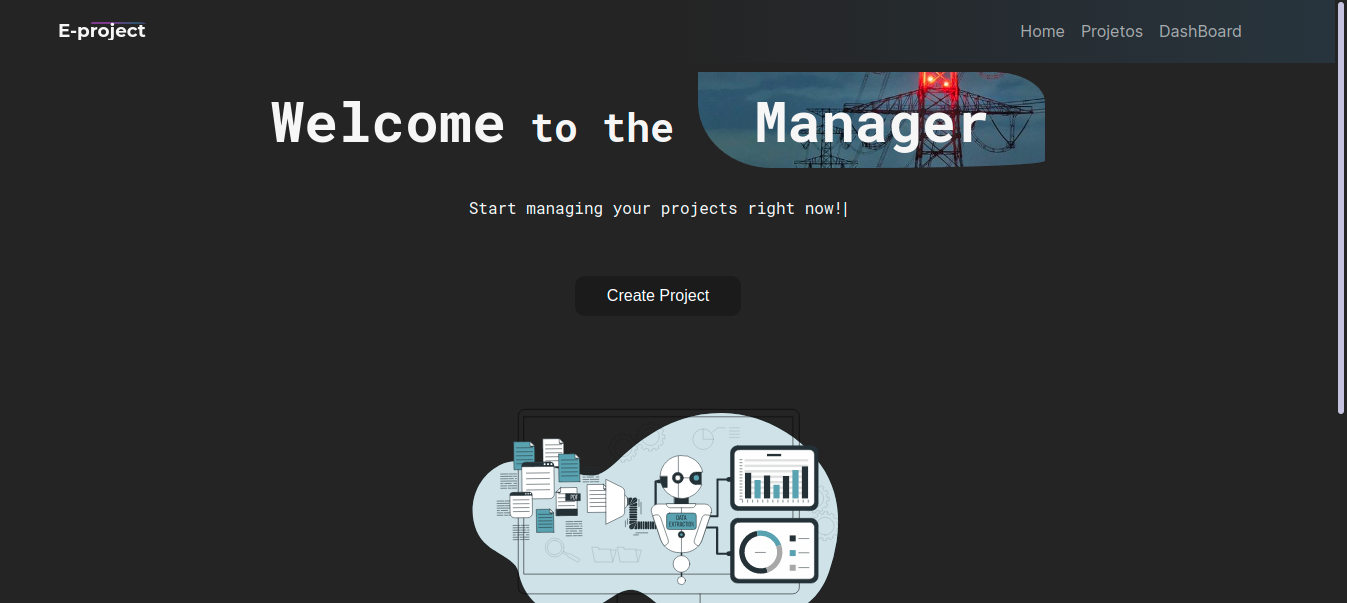 E-project
Home Projetos DashBoard
Welcome to the Manager
Start managing your projects right now!|
Create Project
PDF
DATA
EXTRACTION